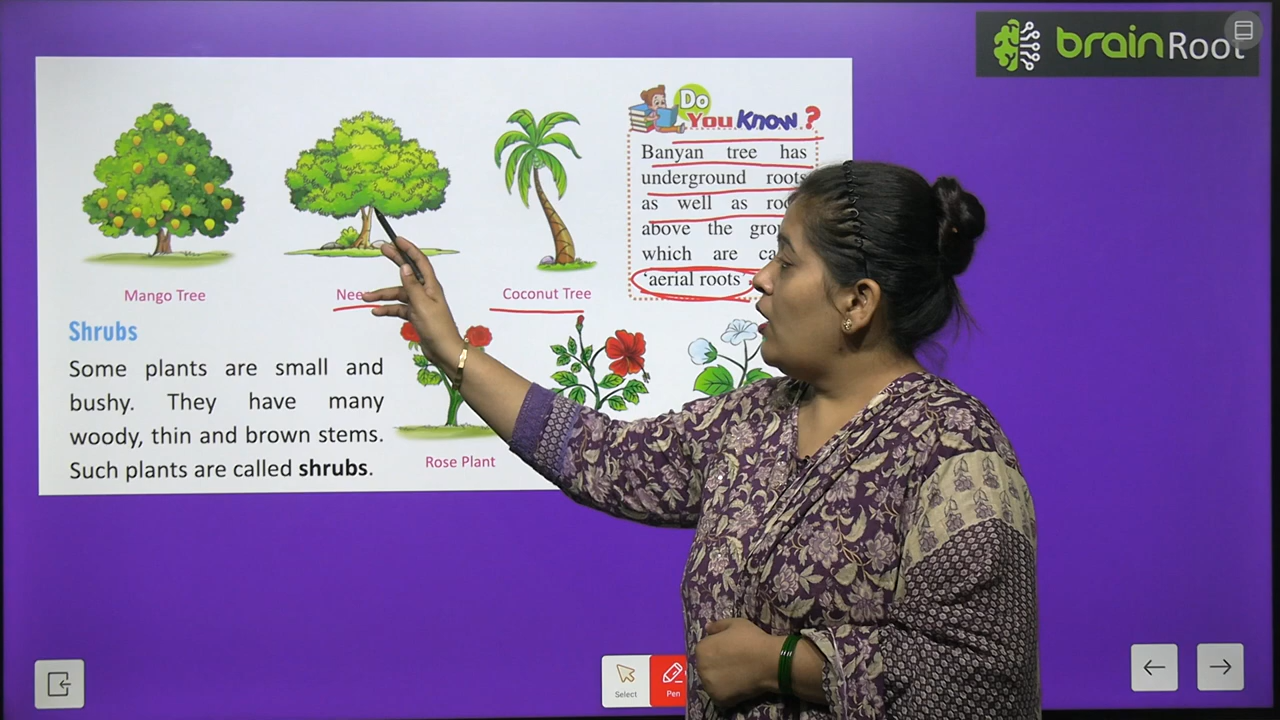 brainRoot
Do
You Know?
Banyan tree has
underground roots
as well as
above the
which are
'aerial roots'
Mango Tree
Coconut Tree
Shrubs
Some plants are small and
bushy. They have many
woody, thin and brown stems.
Such plants are called shrubs.
Rose Plant
Select
Pen